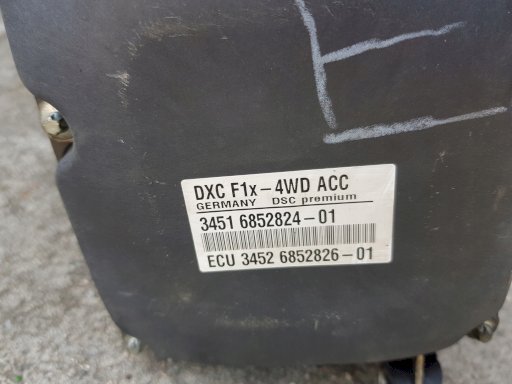 E
DXC F1x-4WD ACC
GERMANY DSC premium
3451 6852824-01
ECU 3452 6852826-01